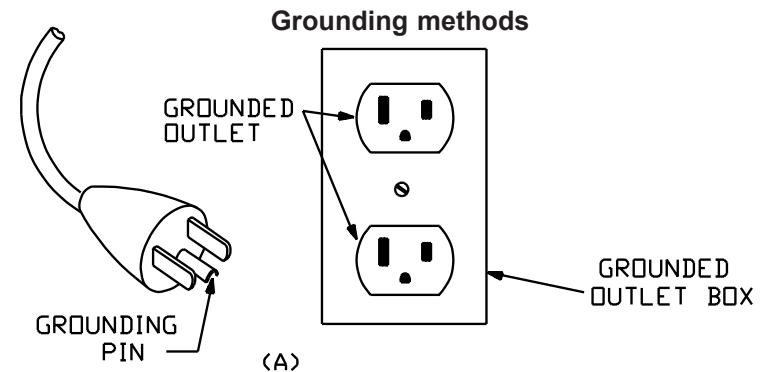 Grounding methods
GROUNDED
OUTLET
GROUNDED
OUTLET BOX
GROUNDING
PIN
(A)